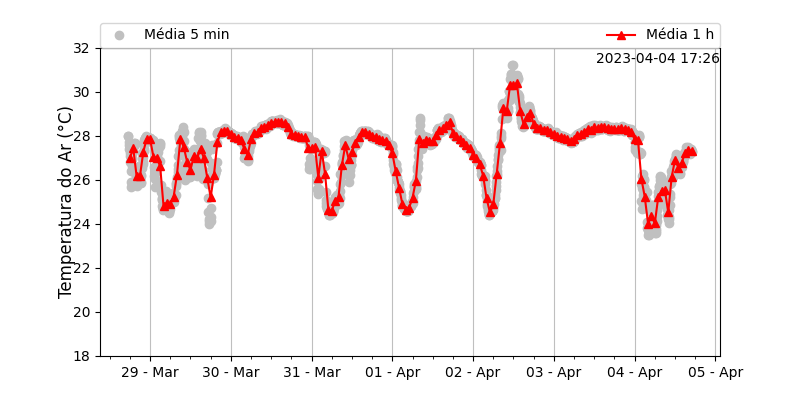 Média 5 min
Média 1 h
2023-04-04 17:26
Temperatura do Ar (°C)
32
30
28
26
24
22
20
18
29 - Mar
30 - Mar
31 - Mar
01 - Apr
02 - Apr
03 - Apr
04 - Apr
05 - Apr